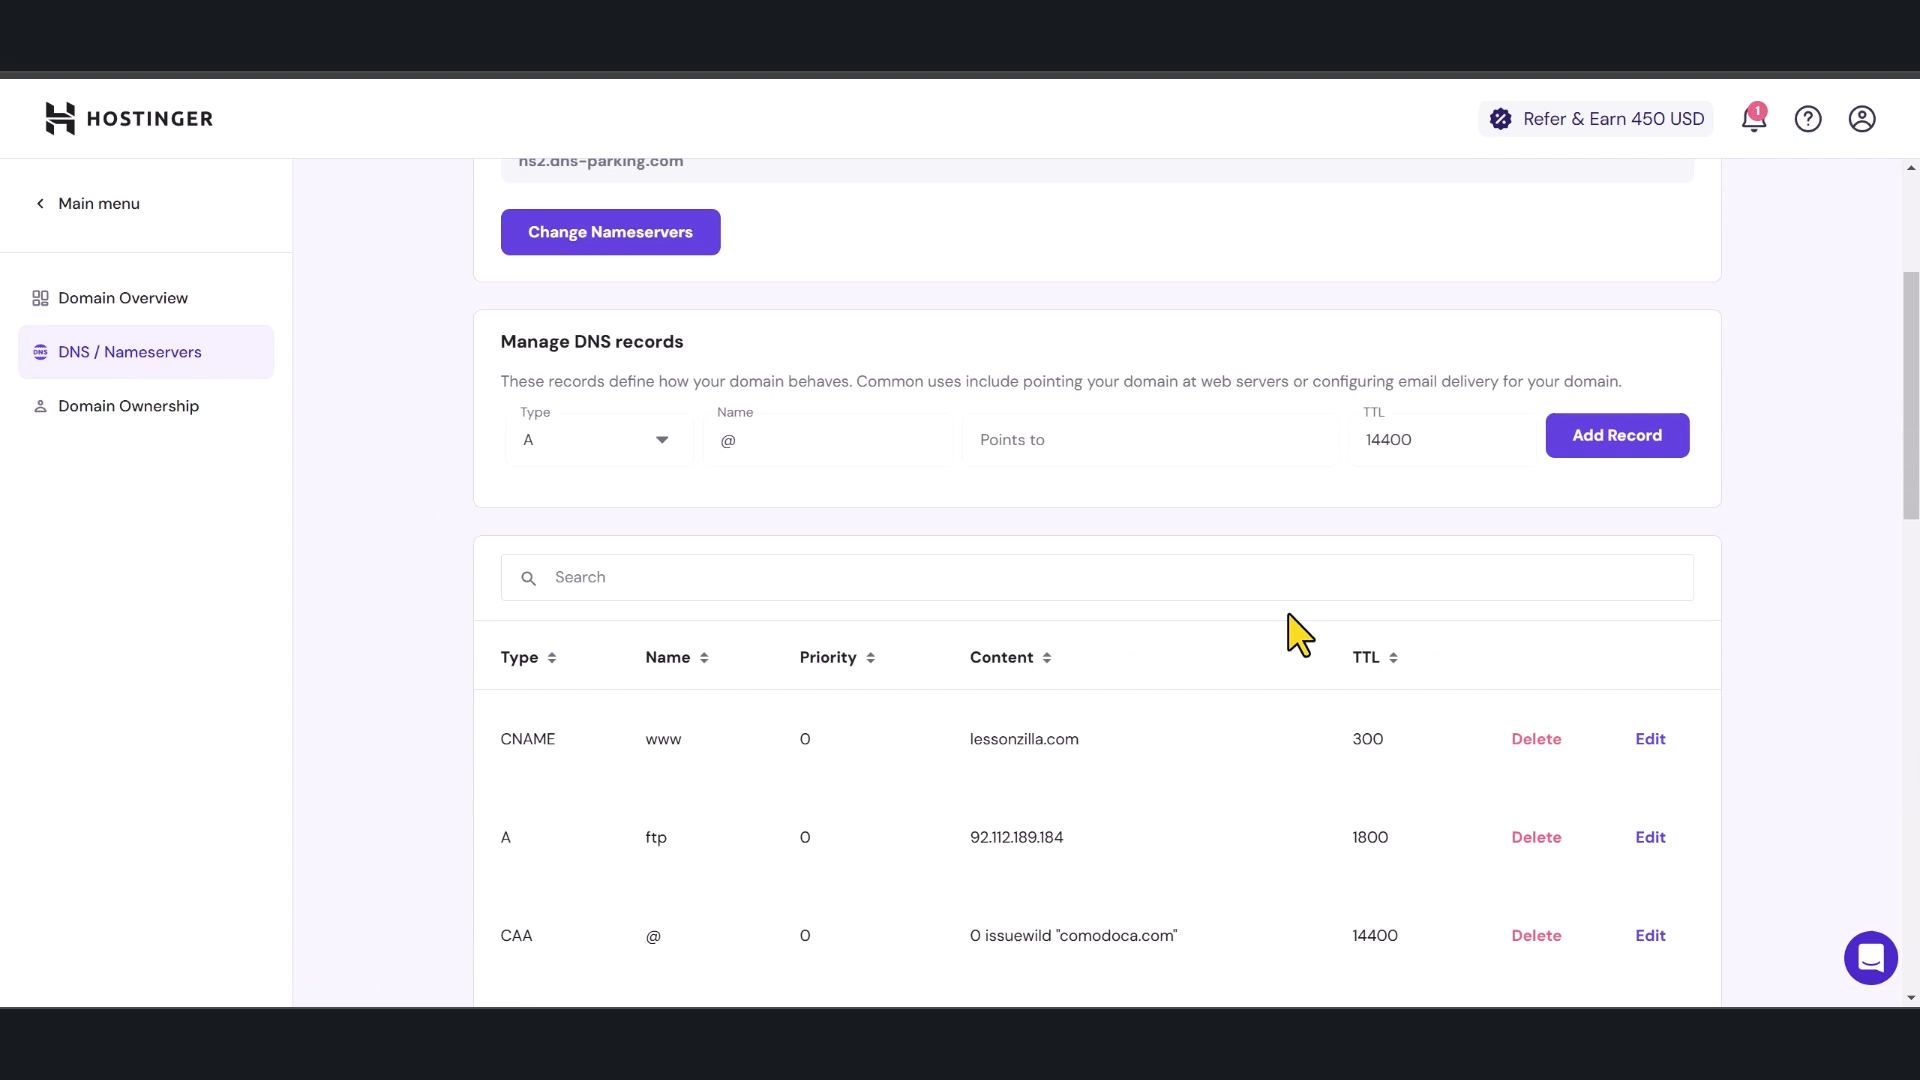 HOSTINGER
Refer & Earn 450 USD
1
ns2.dns-parking.com
Main menu
Change Nameservers
Domain Overview
DNS / Nameservers
Domain Ownership
Manage DNS records
These records define how your domain behaves. Common uses include pointing your domain at web servers or configuring email delivery for your domain.
Type Name TTL
A @ Points to 14400 Add Record
Search
Type Name Priority Content TTL
CNAME www 0 lessonzilla.com 300 Delete Edit
A ftp 0 92.112.189.184 1800 Delete Edit
CAA @ 0 0 issuewild "comodoca.com" 14400 Delete Edit